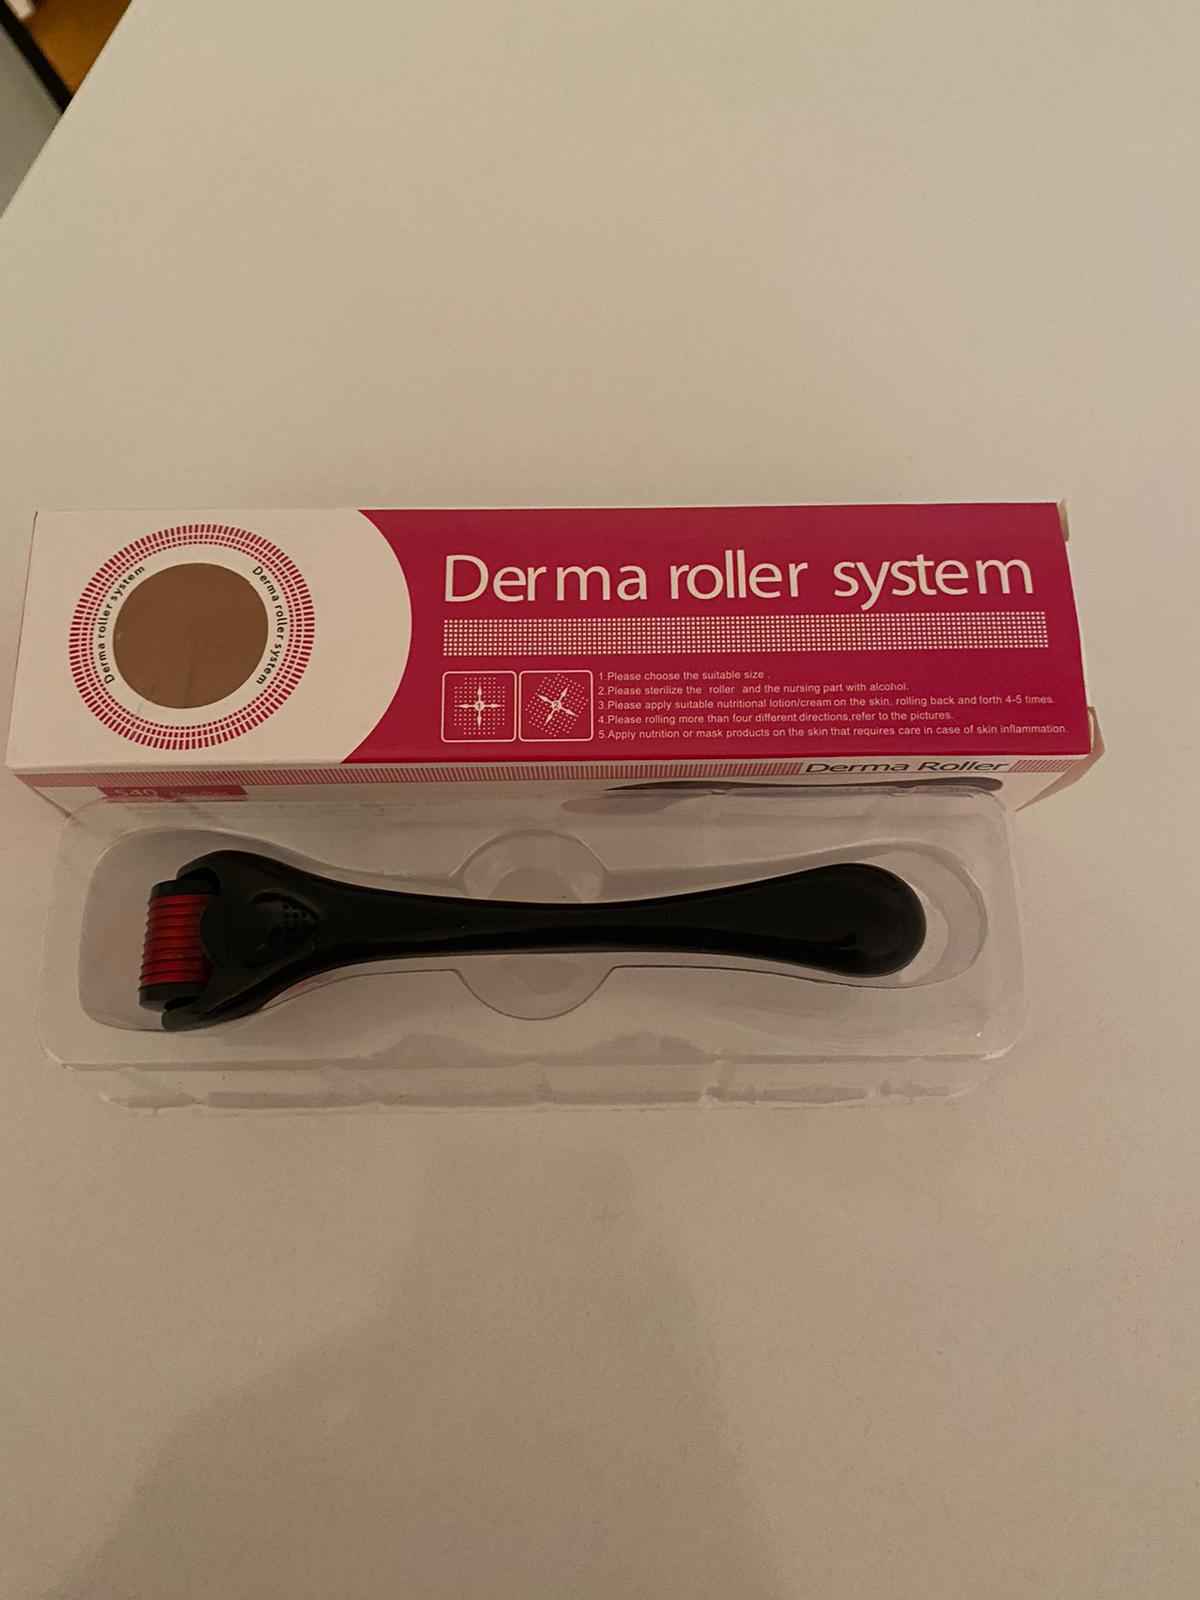 Derma roller system
Derma roller system
Derma roller system
1.Please choose the suitable size .
2.Please sterilize the roller and the nursing part with alcohol.
3.Please apply suitable nutritional lotion/cream on the skin, rolling back and forth 4-5 times.
4.Please rolling more than four different directions,refer to the pictures.
5.Apply nutrition or mask products on the skin that requires care in case of skin inflammation.
Derma Roller
540